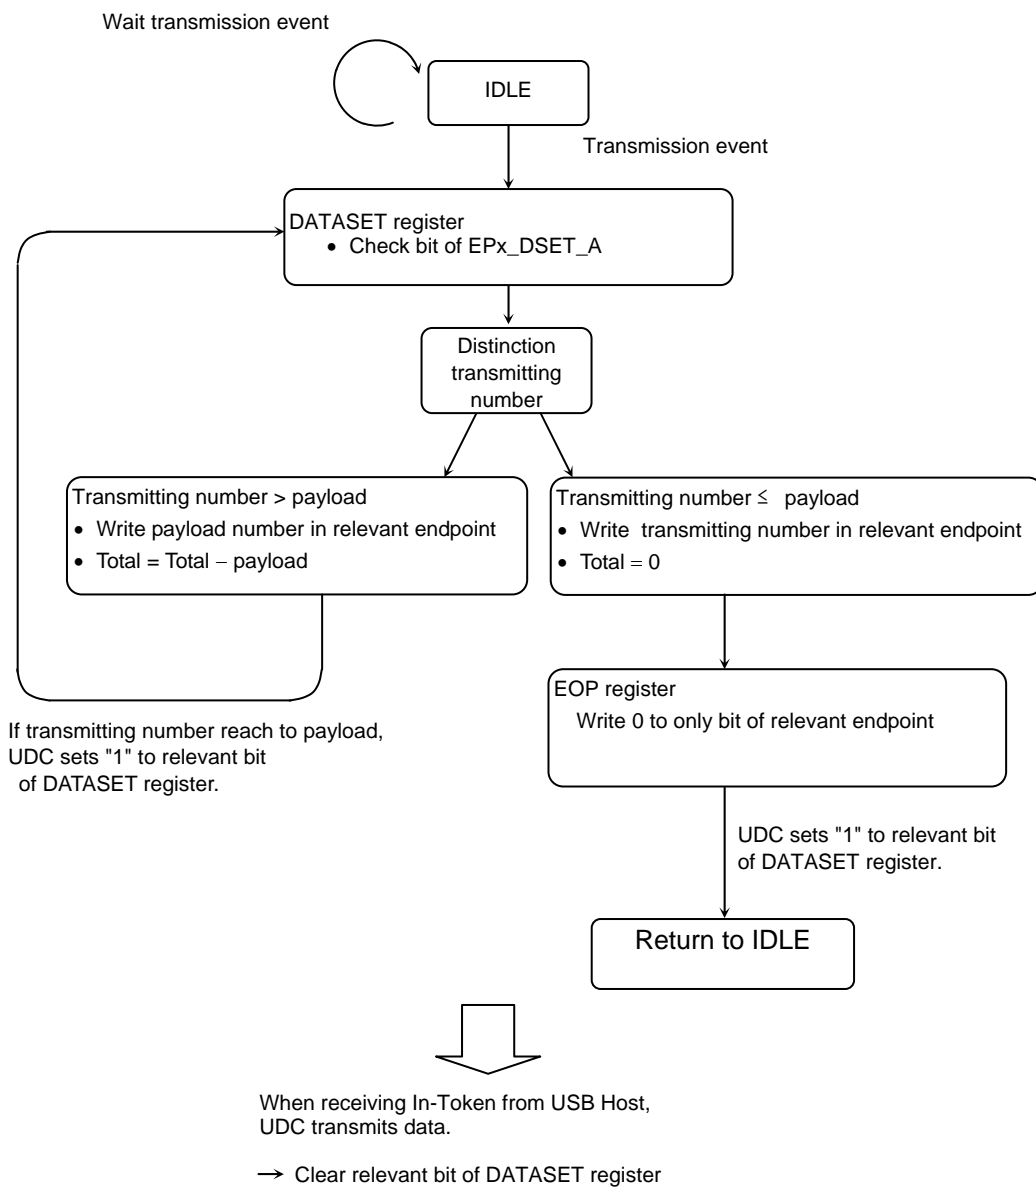 Wait transmission event
IDLE
Transmission event
DATASET register
• Check bit of EPx_DSET_A
Distinction
transmitting
number
Transmitting number > payload
• Write payload number in relevant endpoint
• Total = Total − payload
Transmitting number ≤ payload
• Write transmitting number in relevant endpoint
• Total = 0
EOP register
Write 0 to only bit of relevant endpoint
If transmitting number reach to payload,
UDC sets "1" to relevant bit
of DATASET register.
UDC sets "1" to relevant bit
of DATASET register.
Return to IDLE
When receiving In-Token from USB Host,
UDC transmits data.
→ Clear relevant bit of DATASET register